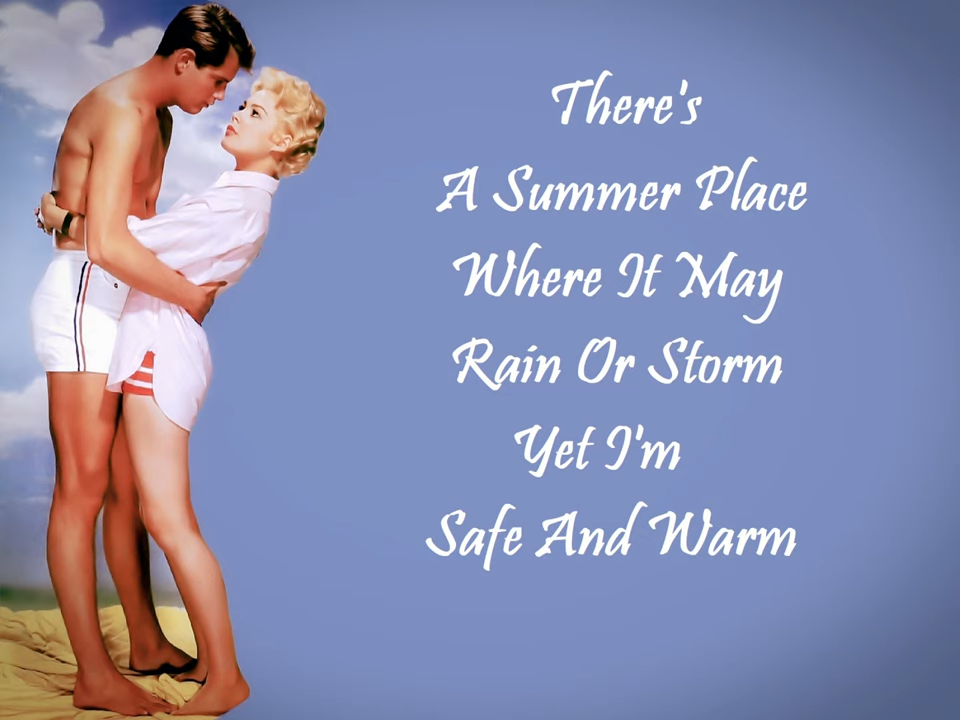 There's
A Summer Place
Where It May
Rain Or Storm
Yet I'm
Safe And Warm